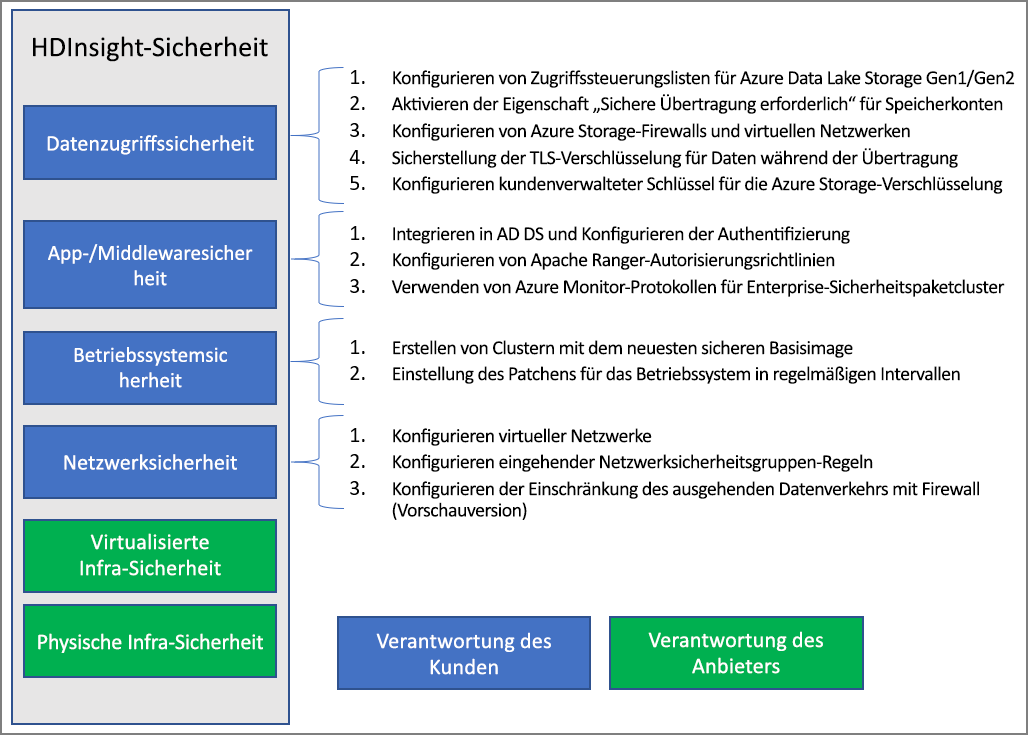 HDInsight-Sicherheit
Datenzugriffssicherheit
1. Konfigurieren von Zugriffssteuerungslisten für Azure Data Lake Storage Gen1/Gen2
2. Aktivieren der Eigenschaft „Sichere Übertragung erforderlich“ für Speicherkonten
3. Konfigurieren von Azure Storage-Firewalls und virtuellen Netzwerken
4. Sicherstellung der TLS-Verschlüsselung für Daten während der Übertragung
5. Konfigurieren kundenverwalteter Schlüssel für die Azure Storage-Verschlüsselung
App-/Middlewaresicher
heit
1. Integrieren in AD DS und Konfigurieren der Authentifizierung
2. Konfigurieren von Apache Ranger-Autorisierungsrichtlinien
3. Verwenden von Azure Monitor-Protokollen für Enterprise-Sicherheitspaketcluster
Betriebssystemsic
herheit
1. Erstellen von Clustern mit dem neuesten sicheren Basisimage
2. Einstellung des Patchens für das Betriebssystem in regelmäßigen Intervallen
Netzwerksicherheit
1. Konfigurieren virtueller Netzwerke
2. Konfigurieren eingehender Netzwerksicherheitsgruppen-Regeln
3. Konfigurieren der Einschränkung des ausgehenden Datenverkehrs mit Firewall
(Vorschauversion)
Virtualisierte
Infra-Sicherheit
Physische Infra-Sicherheit
Verantwortung des
Kunden
Verantwortung des
Anbieters